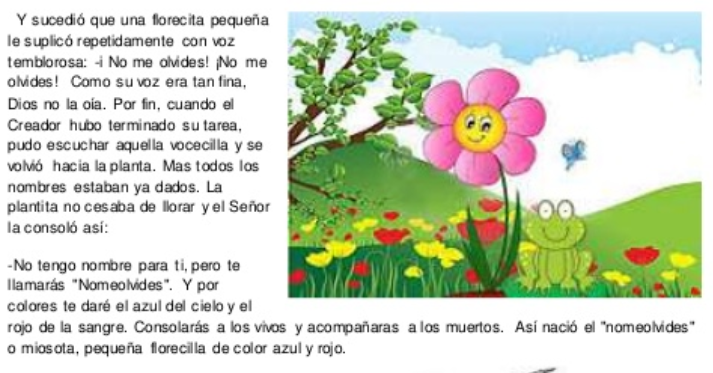 Y sucedió que una florecita pequeña
le suplicó repetidamente con voz
temblorosa: -i No me olvides! ¡No me
olvides! Como su voz era tan fina,
Dios no la oía. Por fin, cuando el
Creador hubo terminado su tarea,
pudo escuchar aquella vocecilla y se
volvió hacia la planta. Mas todos los
nombres estaban ya dados. La
plantita no cesaba de llorar y el Señor
la consoló así:
-No tengo nombre para ti, pero te
llamarás "Nomeolvides". Y por
colores te daré el azul del cielo y el
rojo de la sangre. Consolarás a los vivos y acompañaras a los muertos. Así nació el "nomeolvides"
o miosota, pequeña florecilla de color azul y rojo.